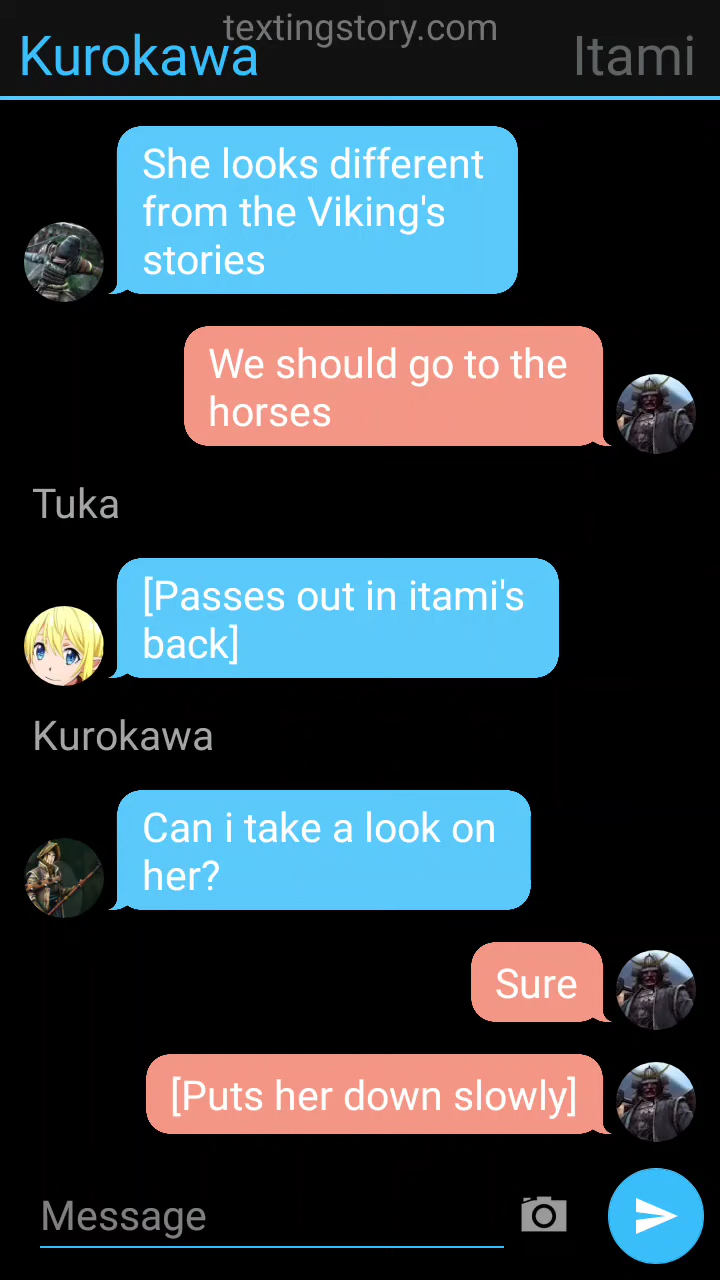 textingstory.com
Kurokawa
Itami
She looks different
from the Viking's
stories
We should go to the
horses
Tuka
[Passes out in itami's
back]
Kurokawa
Can i take a look on
her?
Sure
[Puts her down slowly]
Message